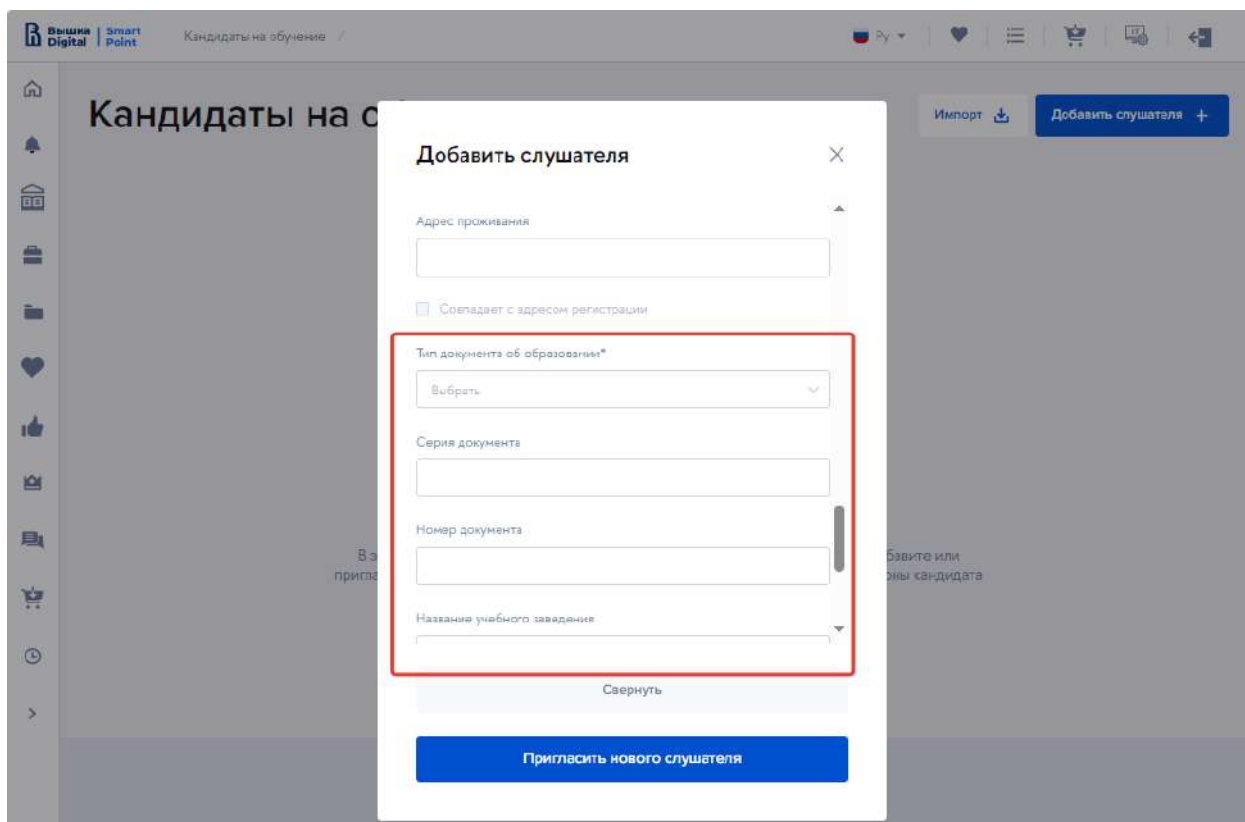 Вышка | Smart
Digital | Point
Кандидаты на обучение /
Ру
Кандидаты на о
Импорт
Добавить слушателя +
Добавить слушателя
Адрес проживания
Совпадает с адресом регистрации
Тип документа об образовании*
Выбрать
Серия документа
Номер документа
В э
бавите или
пригла
оны кандидата
Название учебного заведения
Свернуть
Пригласить нового слушателя